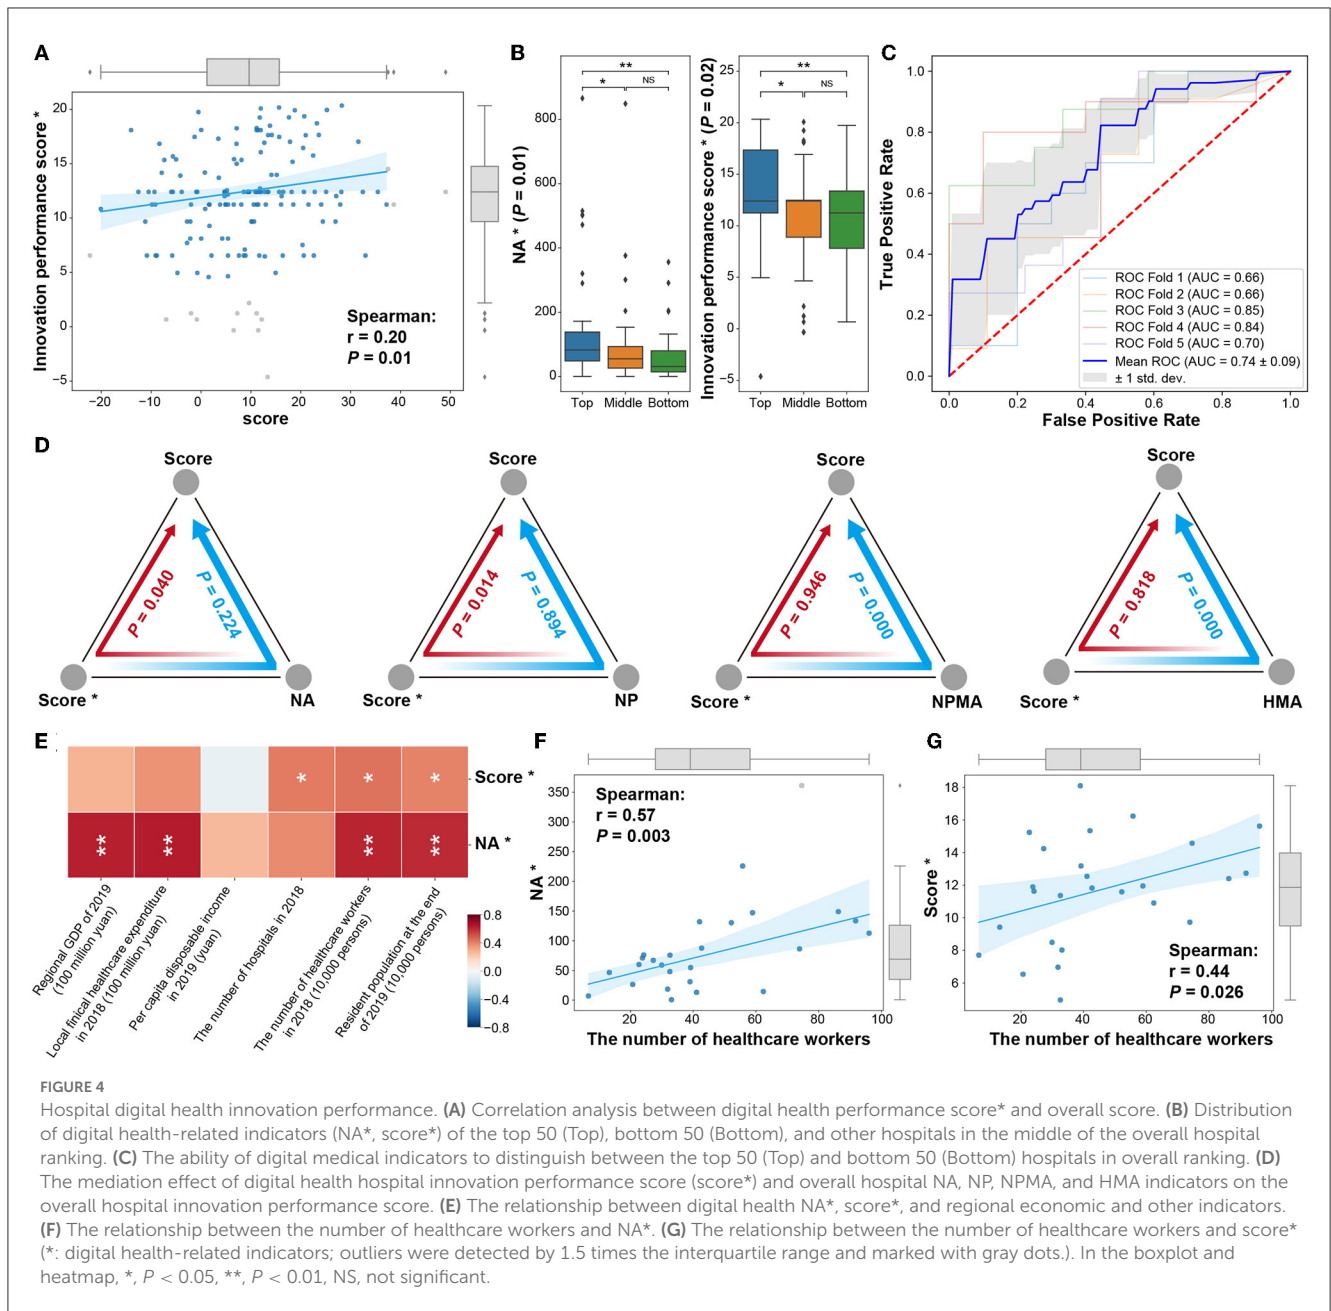 A
Innovation performance score *
20
15
10
5
0
−5
−20
−10
0
10
20
30
40
50
score
Spearman:
r = 0.20
P = 0.01
B
NA * (P = 0.01)
800
600
400
200
0
**
*
NS
Top
Middle
Bottom
Innovation performance score * (P = 0.02)
25
20
15
10
5
0
−5
**
*
NS
Top
Middle
Bottom
C
True Positive Rate
1.0
0.8
0.6
0.4
0.2
0.0
0.0
0.2
0.4
0.6
0.8
1.0
False Positive Rate
ROC Fold 1 (AUC = 0.66)
ROC Fold 2 (AUC = 0.66)
ROC Fold 3 (AUC = 0.85)
ROC Fold 4 (AUC = 0.84)
ROC Fold 5 (AUC = 0.70)
Mean ROC (AUC = 0.74 ± 0.09)
± 1 std. dev.
D
Score
P = 0.040
P = 0.224
Score *
NA
Score
P = 0.014
P = 0.894
Score *
NP
Score
P = 0.946
P = 0.000
Score *
NPMA
Score
P = 0.818
P = 0.000
Score *
HMA
E
*
*
*
Score *
**
**
**
**
NA *
Regional GDP of 2019
(100 million yuan)
Local finical healthcare expenditure
in 2018 (100 million yuan)
Per capita disposable income
in 2019 (yuan)
The number of hospitals in 2018
The number of healthcare workers
in 2018 (10,000 persons)
Resident population at the end
of 2019 (10,000 persons)
0.8
0.4
0.0
−0.4
−0.8
F
NA *
350
300
250
200
150
100
50
0
20
40
60
80
100
The number of healthcare workers
Spearman:
r = 0.57
P = 0.003
G
Score *
18
16
14
12
10
8
6
20
40
60
80
100
The number of healthcare workers
Spearman:
r = 0.44
P = 0.026
FIGURE 4
Hospital digital health innovation performance. (A) Correlation analysis between digital health performance score* and overall score. (B) Distribution
of digital health-related indicators (NA*, score*) of the top 50 (Top), bottom 50 (Bottom), and other hospitals in the middle of the overall hospital
ranking. (C) The ability of digital medical indicators to distinguish between the top 50 (Top) and bottom 50 (Bottom) hospitals in overall ranking. (D)
The mediation effect of digital health hospital innovation performance score (score*) and overall hospital NA, NP, NPMA, and HMA indicators on the
overall hospital innovation performance score. (E) The relationship between digital health NA*, score*, and regional economic and other indicators.
(F) The relationship between the number of healthcare workers and NA*. (G) The relationship between the number of healthcare workers and score*
(*: digital health-related indicators; outliers were detected by 1.5 times the interquartile range and marked with gray dots.). In the boxplot and
heatmap, *, P < 0.05, **, P < 0.01, NS, not significant.